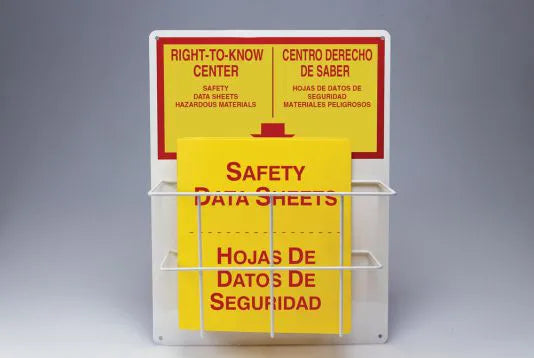 RIGHT-TO-KNOW
CENTER
SAFETY
DATA SHEETS
HAZARDOUS MATERIALS
CENTRO DERECHO
DE SABER
HOJAS DE DATOS DE
SEGURIDAD
MATERIALES PELIGROSOS
SAFETY
DATA SHEETS
HOJAS DE
DATOS DE
SEGURIDAD